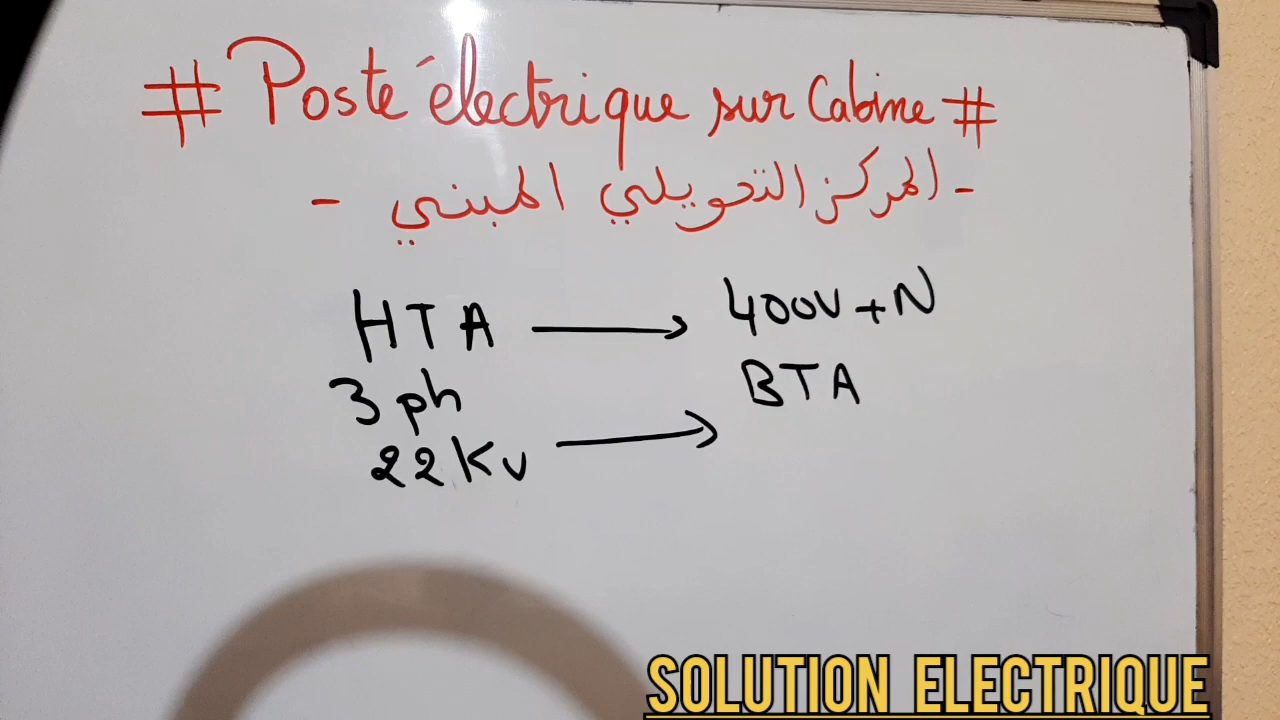 # Poste électrique sur Cabine #
- المركز التحويلي المبني -
HTA → 400V + N
3 ph BTA
22 Kv →
SOLUTION ELECTRIQUE